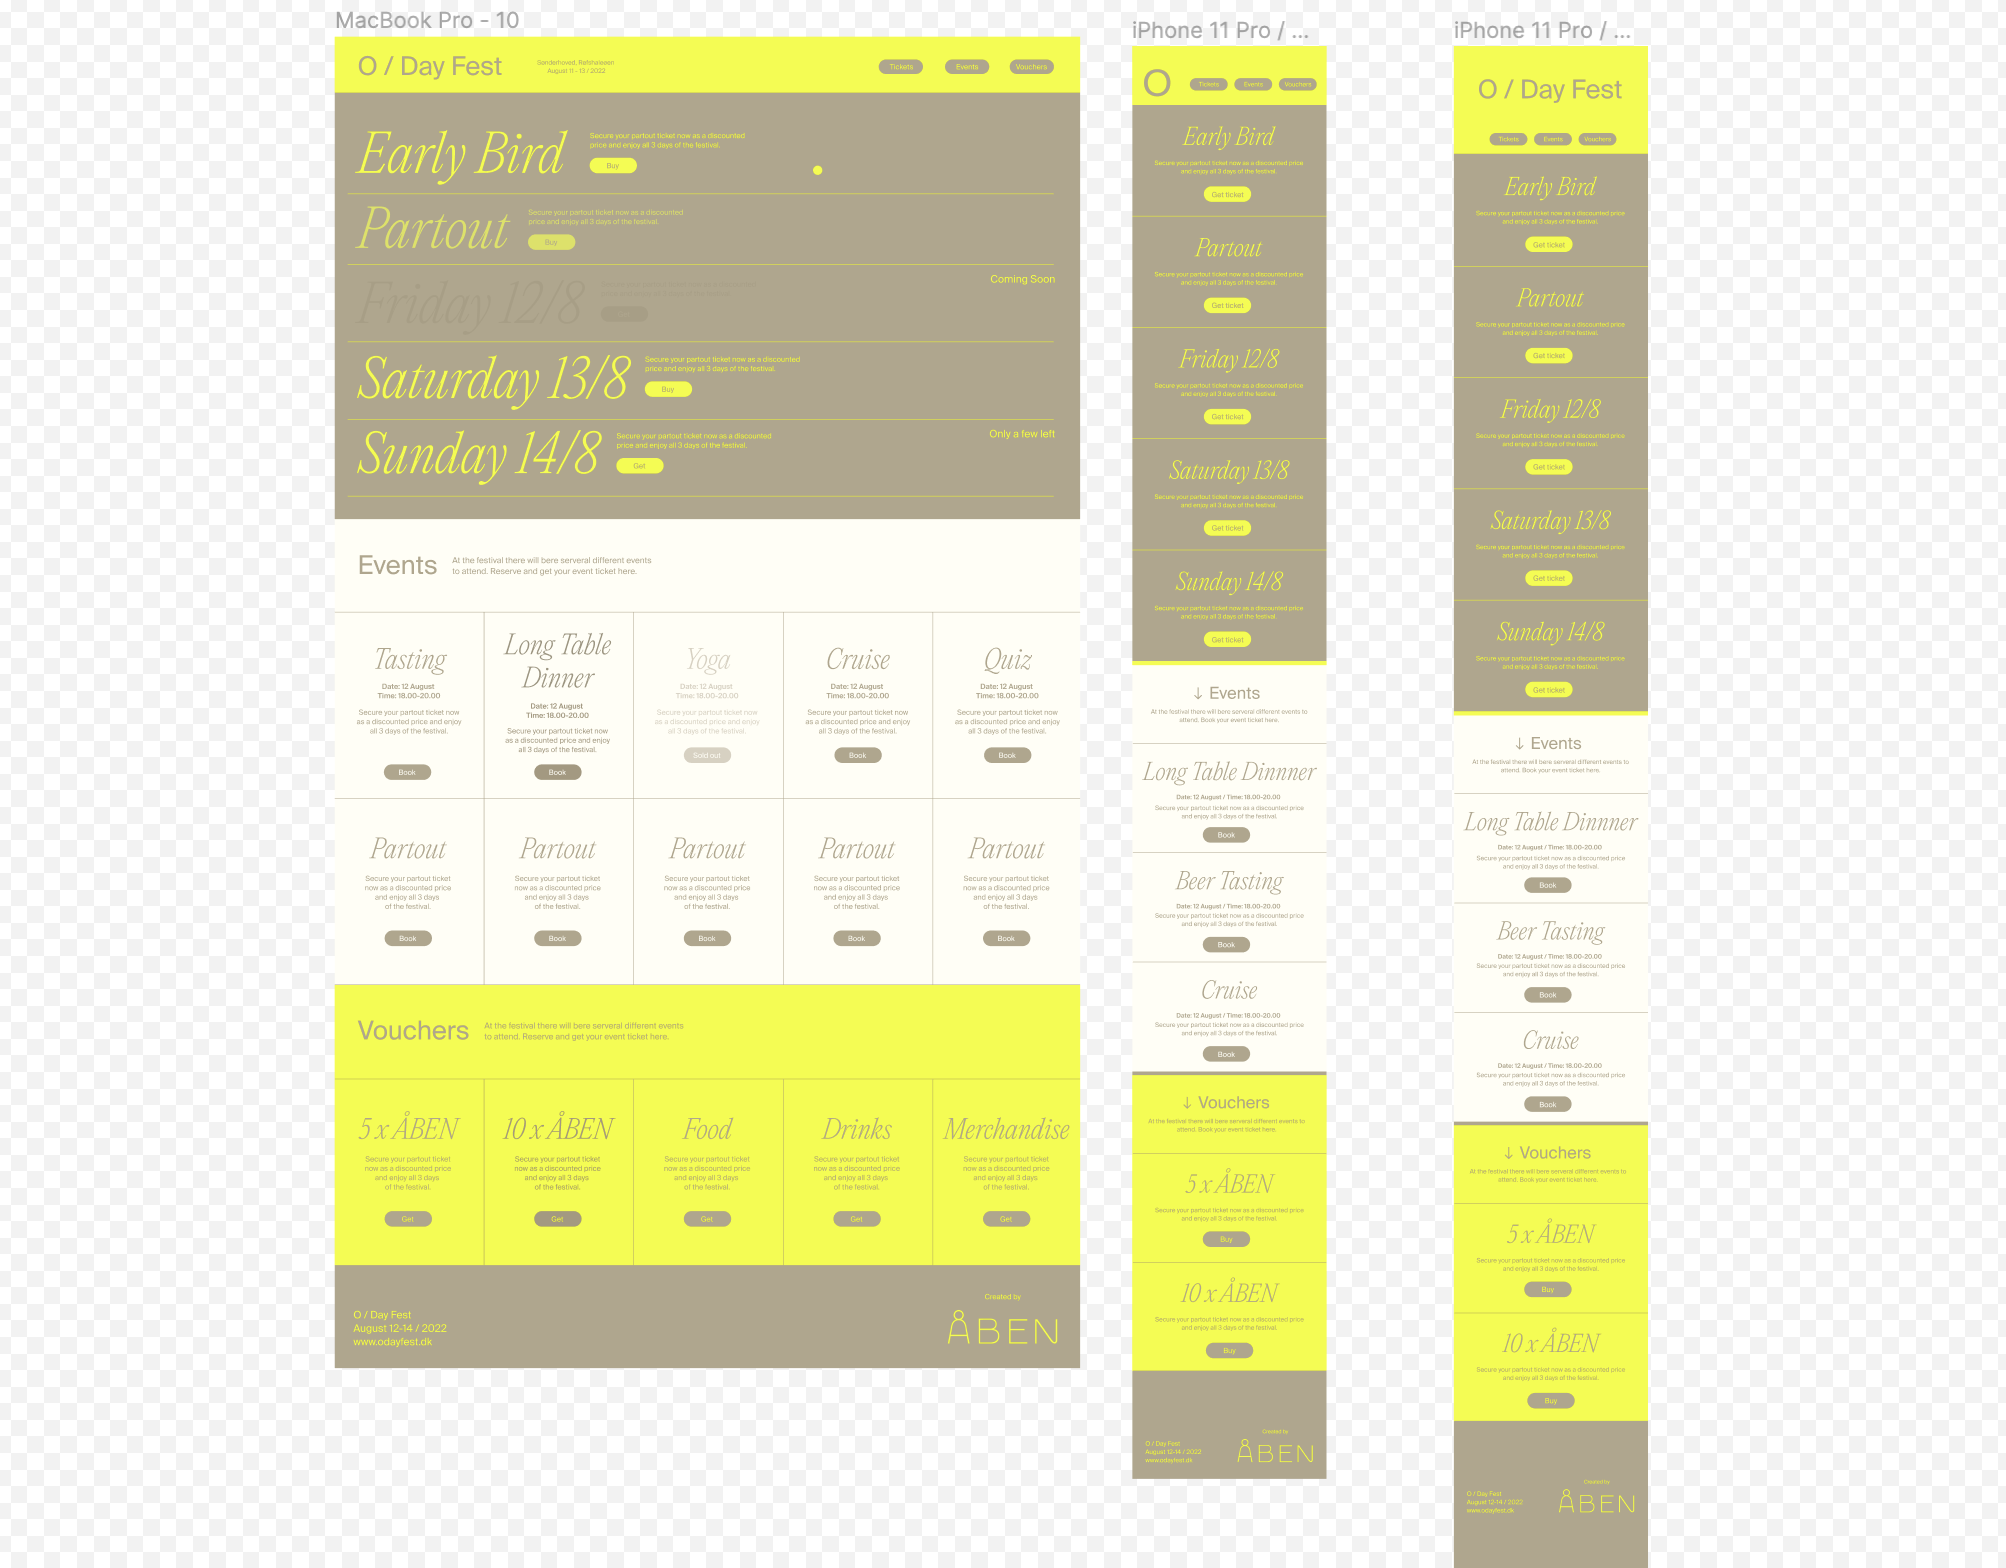 MacBook Pro - 10
O / Day Fest
Sønderhoved, Refshaleøen
August 11 - 13 / 2022
Tickets
Events
Vouchers
Early Bird
Secure your partout ticket now as a discounted
price and enjoy all 3 days of the festival.
Buy
Partout
Secure your partout ticket now as a discounted
price and enjoy all 3 days of the festival.
Buy
Coming Soon
Friday 12/8
Saturday 13/8
Secure your partout ticket now as a discounted
price and enjoy all 3 days of the festival.
Buy
Only a few left
Sunday 14/8
Secure your partout ticket now as a discounted
price and enjoy all 3 days of the festival.
Get
Events
At the festival there will bere serveral different events
to attend. Reserve and get your event ticket here.
Tasting
Date: 12 August
Time: 18.00-20.00
Secure your partout ticket now
as a discounted price and enjoy
all 3 days of the festival.
Book
Long Table
Dinner
Date: 12 August
Time: 18.00-20.00
Secure your partout ticket now
as a discounted price and enjoy
all 3 days of the festival.
Book
Yoga
Date: 12 August
Time: 18.00-20.00
Secure your partout ticket now
as a discounted price and enjoy
all 3 days of the festival.
Sold out
Cruise
Date: 12 August
Time: 18.00-20.00
Secure your partout ticket now
as a discounted price and enjoy
all 3 days of the festival.
Book
Quiz
Date: 12 August
Time: 18.00-20.00
Secure your partout ticket now
as a discounted price and enjoy
all 3 days of the festival.
Book
Partout
Secure your partout ticket
now as a discounted price
and enjoy all 3 days
of the festival.
Book
Partout
Secure your partout ticket
now as a discounted price
and enjoy all 3 days
of the festival.
Book
Partout
Secure your partout ticket
now as a discounted price
and enjoy all 3 days
of the festival.
Book
Partout
Secure your partout ticket
now as a discounted price
and enjoy all 3 days
of the festival.
Book
Partout
Secure your partout ticket
now as a discounted price
and enjoy all 3 days
of the festival.
Book
Vouchers
At the festival there will bere serveral different events
to attend. Reserve and get your event ticket here.
5 x ÅBEN
Secure your partout ticket
now as a discounted price
and enjoy all 3 days
of the festival.
Get
10 x ÅBEN
Secure your partout ticket
now as a discounted price
and enjoy all 3 days
of the festival.
Get
Food
Secure your partout ticket
now as a discounted price
and enjoy all 3 days
of the festival.
Get
Drinks
Secure your partout ticket
now as a discounted price
and enjoy all 3 days
of the festival.
Get
Merchandise
Secure your partout ticket
now as a discounted price
and enjoy all 3 days
of the festival.
Get
O / Day Fest
August 12-14 / 2022
www.odayfest.dk
Created by
ÅBEN
iPhone 11 Pro / ...
O
Tickets
Events
Vouchers
Early Bird
Secure your partout ticket now as a discounted price
and enjoy all 3 days of the festival.
Get ticket
Partout
Secure your partout ticket now as a discounted price
and enjoy all 3 days of the festival.
Get ticket
Friday 12/8
Secure your partout ticket now as a discounted price
and enjoy all 3 days of the festival.
Get ticket
Saturday 13/8
Secure your partout ticket now as a discounted price
and enjoy all 3 days of the festival.
Get ticket
Sunday 14/8
Secure your partout ticket now as a discounted price
and enjoy all 3 days of the festival.
Get ticket
↓ Events
At the festival there will bere serveral different events to
attend. Book your event ticket here.
Long Table Dinnner
Date: 12 August / Time: 18.00-20.00
Secure your partout ticket now as a discounted price
and enjoy all 3 days of the festival.
Book
Beer Tasting
Date: 12 August / Time: 18.00-20.00
Secure your partout ticket now as a discounted price
and enjoy all 3 days of the festival.
Book
Cruise
Date: 12 August / Time: 18.00-20.00
Secure your partout ticket now as a discounted price
and enjoy all 3 days of the festival.
Book
↓ Vouchers
At the festival there will bere serveral different events to
attend. Book your event ticket here.
5 x ÅBEN
Secure your partout ticket now as a discounted price
and enjoy all 3 days of the festival.
Buy
10 x ÅBEN
Secure your partout ticket now as a discounted price
and enjoy all 3 days of the festival.
Buy
O / Day Fest
August 12-14 / 2022
www.odayfest.dk
Created by
ÅBEN
iPhone 11 Pro / ...
O / Day Fest
Tickets
Events
Vouchers
Early Bird
Secure your partout ticket now as a discounted price
and enjoy all 3 days of the festival.
Get ticket
Partout
Secure your partout ticket now as a discounted price
and enjoy all 3 days of the festival.
Get ticket
Friday 12/8
Secure your partout ticket now as a discounted price
and enjoy all 3 days of the festival.
Get ticket
Saturday 13/8
Secure your partout ticket now as a discounted price
and enjoy all 3 days of the festival.
Get ticket
Sunday 14/8
Secure your partout ticket now as a discounted price
and enjoy all 3 days of the festival.
Get ticket
↓ Events
At the festival there will bere serveral different events to
attend. Book your event ticket here.
Long Table Dinnner
Date: 12 August / Time: 18.00-20.00
Secure your partout ticket now as a discounted price
and enjoy all 3 days of the festival.
Book
Beer Tasting
Date: 12 August / Time: 18.00-20.00
Secure your partout ticket now as a discounted price
and enjoy all 3 days of the festival.
Book
Cruise
Date: 12 August / Time: 18.00-20.00
Secure your partout ticket now as a discounted price
and enjoy all 3 days of the festival.
Book
↓ Vouchers
At the festival there will bere serveral different events to
attend. Book your event ticket here.
5 x ÅBEN
Secure your partout ticket now as a discounted price
and enjoy all 3 days of the festival.
Buy
10 x ÅBEN
Secure your partout ticket now as a discounted price
and enjoy all 3 days of the festival.
Buy
O / Day Fest
August 12-14 / 2022
www.odayfest.dk
Created by
ÅBEN